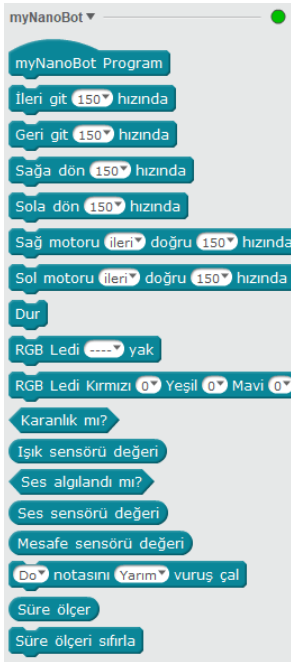 myNanoBot
myNanoBot Program
İleri git 150 hızında
Geri git 150 hızında
Sağa dön 150 hızında
Sola dön 150 hızında
Sağ motoru ileri doğru 150 hızında
Sol motoru ileri doğru 150 hızında
Dur
RGB Ledi ---- yak
RGB Ledi Kırmızı 0 Yeşil 0 Mavi 0
Karanlık mı?
Işık sensörü değeri
Ses algılandı mı?
Ses sensörü değeri
Mesafe sensörü değeri
Do notasını Yarım vuruş çal
Süre ölçer
Süre ölçeri sıfırla